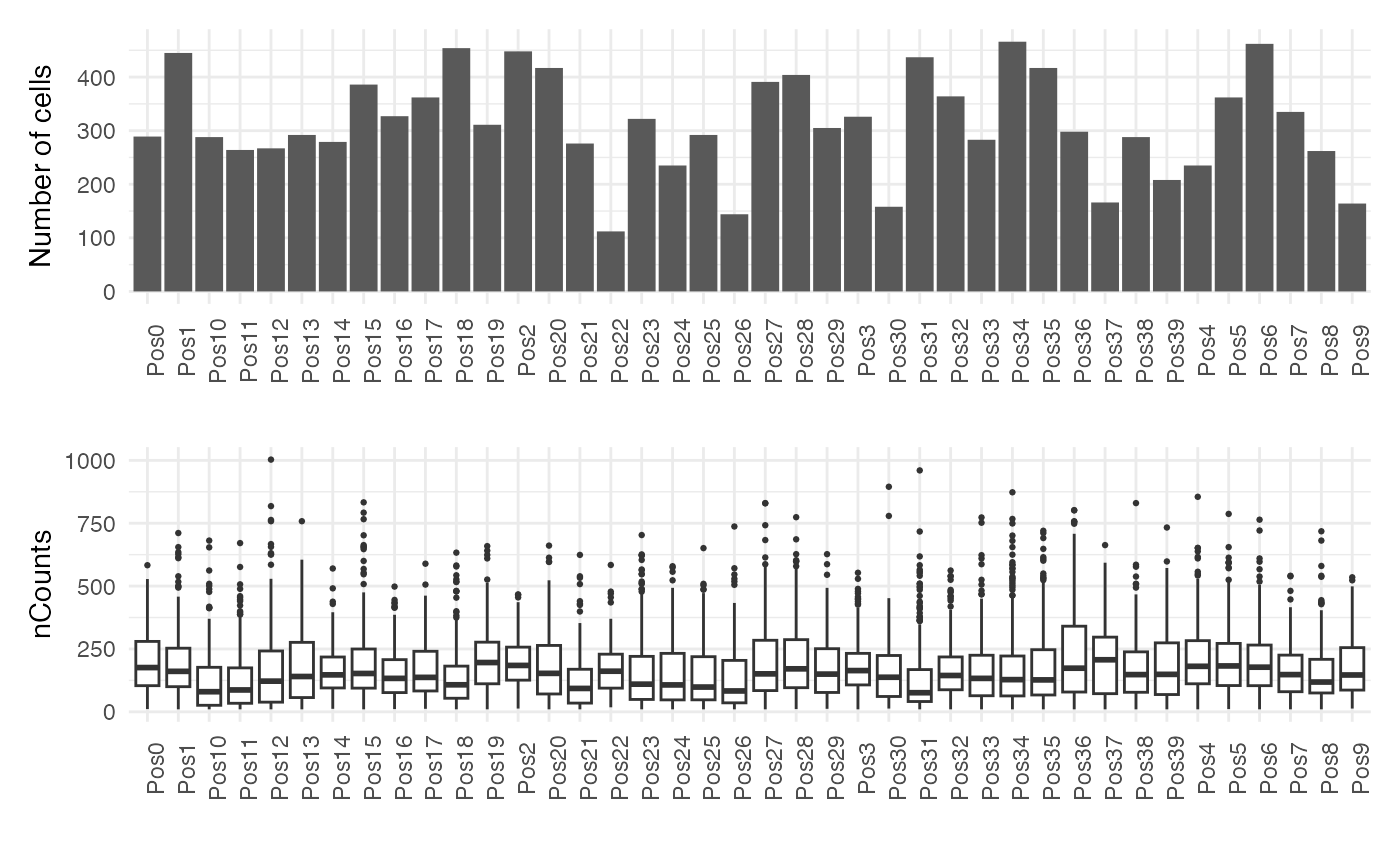 Number of cells
400
300
200
100
0
Pos0 Pos1 Pos10 Pos11 Pos12 Pos13 Pos14 Pos15 Pos16 Pos17 Pos18 Pos19 Pos2 Pos20 Pos21 Pos22 Pos23 Pos24 Pos25 Pos26 Pos27 Pos28 Pos29 Pos3 Pos30 Pos31 Pos32 Pos33 Pos34 Pos35 Pos36 Pos37 Pos38 Pos39 Pos4 Pos5 Pos6 Pos7 Pos8 Pos9
nCounts
1000
750
500
250
0
Pos0 Pos1 Pos10 Pos11 Pos12 Pos13 Pos14 Pos15 Pos16 Pos17 Pos18 Pos19 Pos2 Pos20 Pos21 Pos22 Pos23 Pos24 Pos25 Pos26 Pos27 Pos28 Pos29 Pos3 Pos30 Pos31 Pos32 Pos33 Pos34 Pos35 Pos36 Pos37 Pos38 Pos39 Pos4 Pos5 Pos6 Pos7 Pos8 Pos9